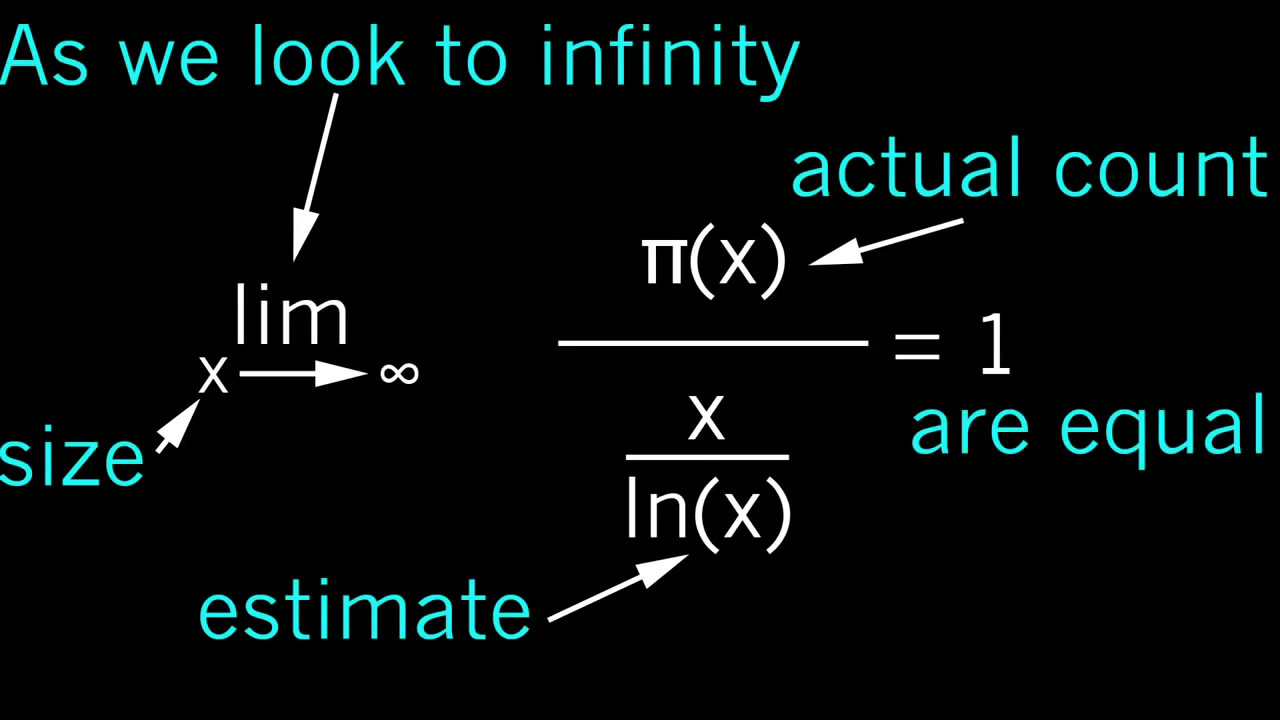 As we look to infinity
actual count
π(x)
lim
= 1
x → ∞
x
are equal
size
ln(x)
estimate